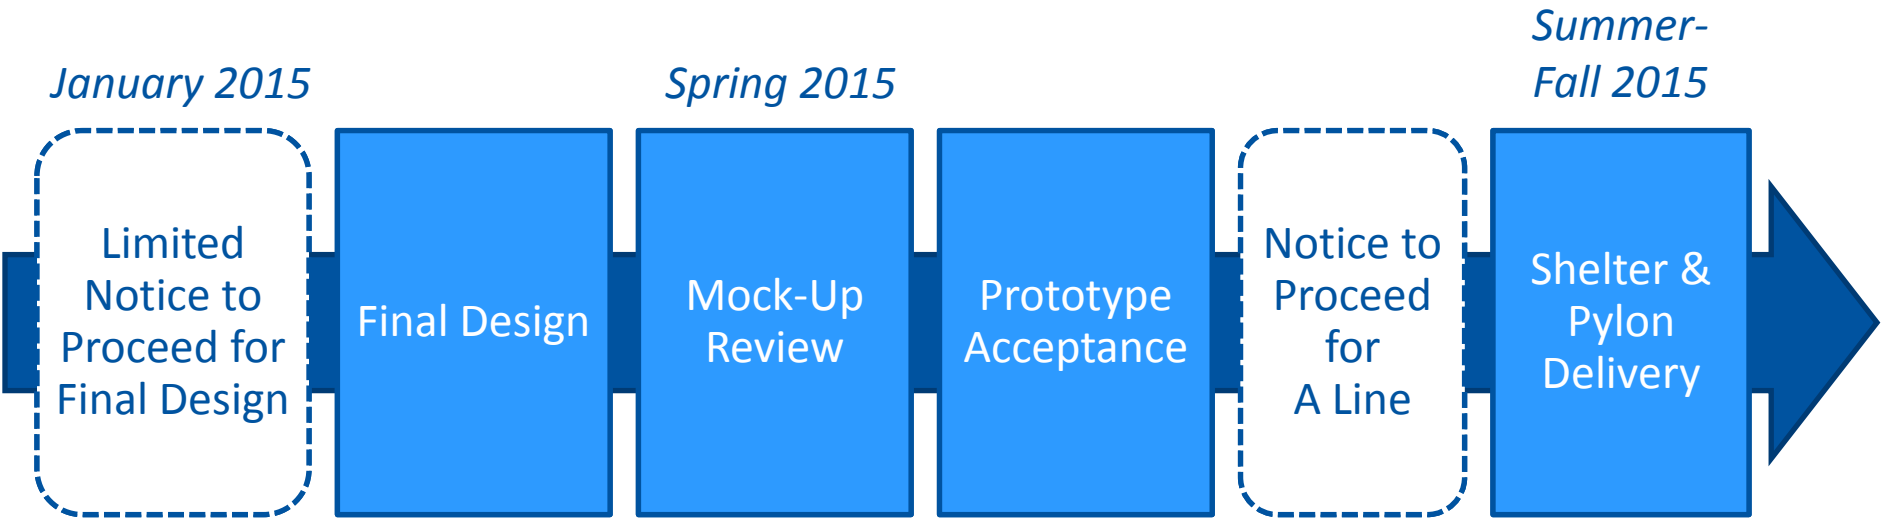 January 2015
Limited
Notice to
Proceed for
Final Design
Final Design
Spring 2015
Mock-Up
Review
Prototype
Acceptance
Notice to
Proceed
for
A Line
Summer-
Fall 2015
Shelter &
Pylon
Delivery